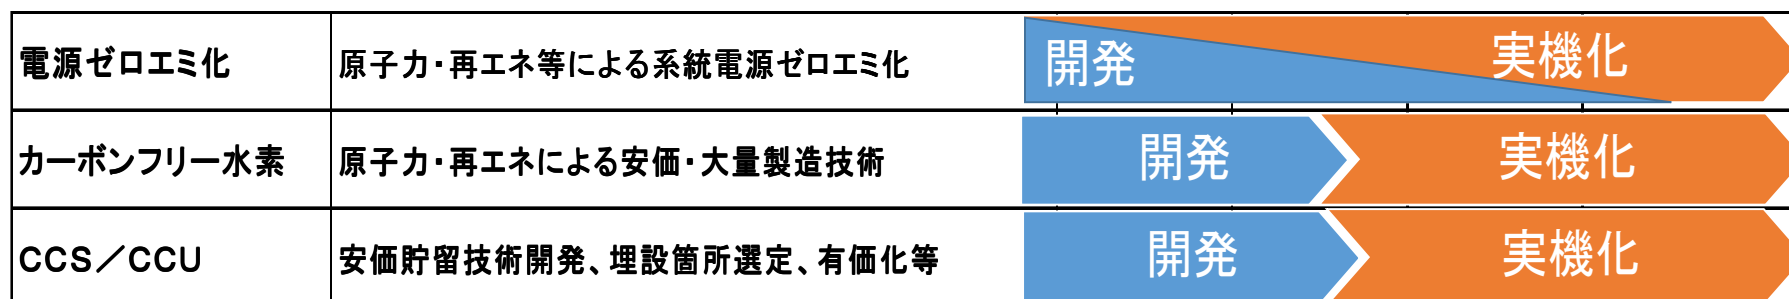 電源ゼロエミ化 原子力・再エネ等による系統電源ゼロエミ化 開発 実機化
カーボンフリー水素 原子力・再エネによる安価・大量製造技術 開発 実機化
CCS／CCU 安価貯留技術開発、埋設箇所選定、有価化等 開発 実機化